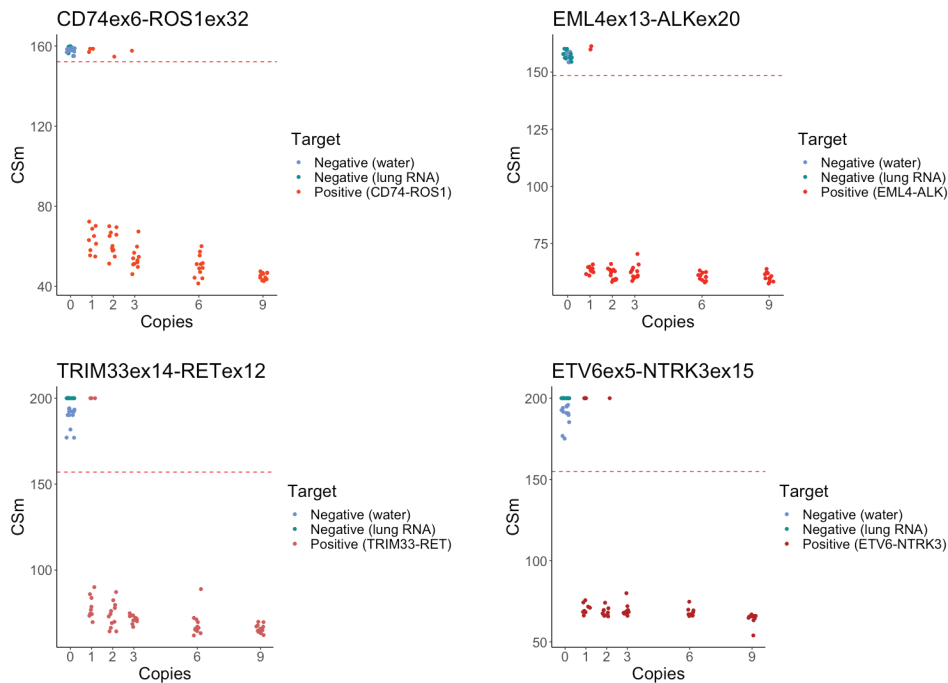 CD74ex6-ROS1ex32
160
120
80
40
CSm
0 1 2 3 6 9
Copies
Target
Negative (water)
Negative (lung RNA)
Positive (CD74-ROS1)
EML4ex13-ALKex20
150
125
100
75
CSm
0 1 2 3 6 9
Copies
Target
Negative (water)
Negative (lung RNA)
Positive (EML4-ALK)
TRIM33ex14-RETex12
200
150
100
CSm
0 1 2 3 6 9
Copies
Target
Negative (water)
Negative (lung RNA)
Positive (TRIM33-RET)
ETV6ex5-NTRK3ex15
200
150
100
50
CSm
0 1 2 3 6 9
Copies
Target
Negative (water)
Negative (lung RNA)
Positive (ETV6-NTRK3)